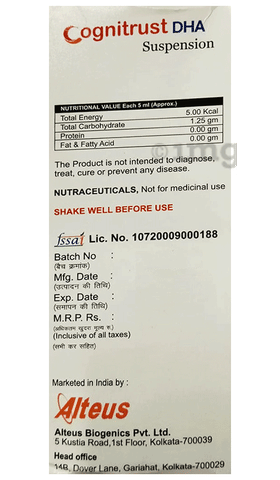 Cognitrust DHA
Suspension
NUTRITIONAL VALUE Each 5 ml (Approx.)
Total Energy 5.00 Kcal
Total Carbohydrate 1.25 gm
Protein 0.00 gm
Fat & Fatty Acid 0.00 gm
1mg
The Product is not intended to diagnose,
treat, cure or prevent any disease.
NUTRACEUTICALS, Not for medicinal use
SHAKE WELL BEFORE USE
fssai Lic. No. 10720009000188
Batch No :
(बैच क्रमांक)
Mfg. Date :
(उत्पादन की तिथि)
Exp. Date :
(समापन की तिथि)
M.R.P. Rs. :
(अधिकतम खुदरा मूल्य रु.)
(Inclusive of all taxes)
(सभी कर सहित)
Marketed in India by :
Alteus
Alteus Biogenics Pvt. Ltd.
5 Kustia Road,1st Floor, Kolkata-700039
Head office
14B, Dover Lane, Gariahat, Kolkata-700029